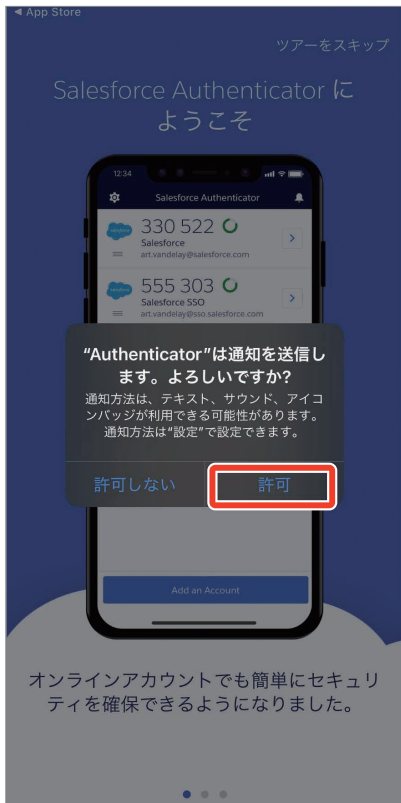 ◀ App Store
ツアーをスキップ
Salesforce Authenticator に
ようこそ
12:34
Salesforce Authenticator
330 522
Salesforce
art.vandelay@salesforce.com
555 303
Salesforce SSO
art.vandelay@sso.salesforce.com
“Authenticator”は通知を送信し
ます。よろしいですか?
通知方法は、テキスト、サウンド、アイコ
ンバッジが利用できる可能性があります。
通知方法は“設定”で設定できます。
許可しない
許可
Add an Account
オンラインアカウントでも簡単にセキュリ
ティを確保できるようになりました。